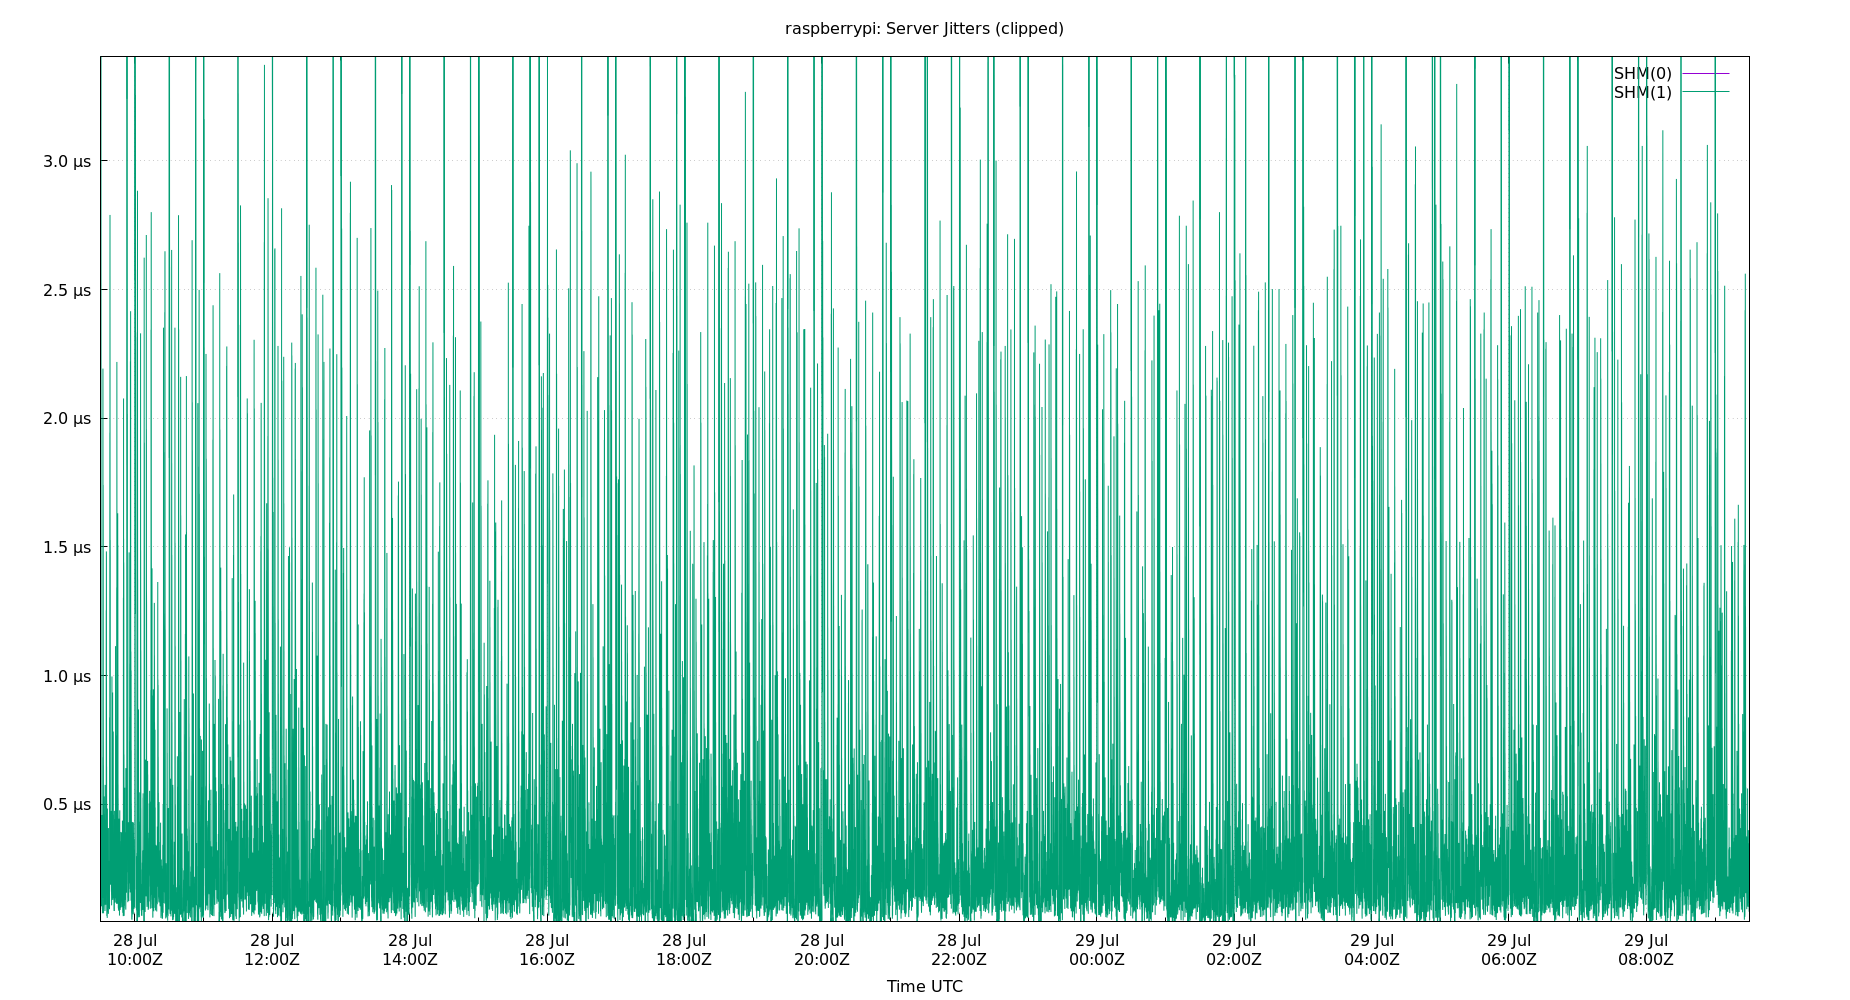 raspberrypi: Server Jitters (clipped)
SHM(0)
SHM(1)
3.0 µs
2.5 µs
2.0 µs
1.5 µs
1.0 µs
0.5 µs
28 Jul 28 Jul 28 Jul 28 Jul 28 Jul 28 Jul 28 Jul 29 Jul 29 Jul 29 Jul 29 Jul 29 Jul
10:00Z 12:00Z 14:00Z 16:00Z 18:00Z 20:00Z 22:00Z 00:00Z 02:00Z 04:00Z 06:00Z 08:00Z
Time UTC